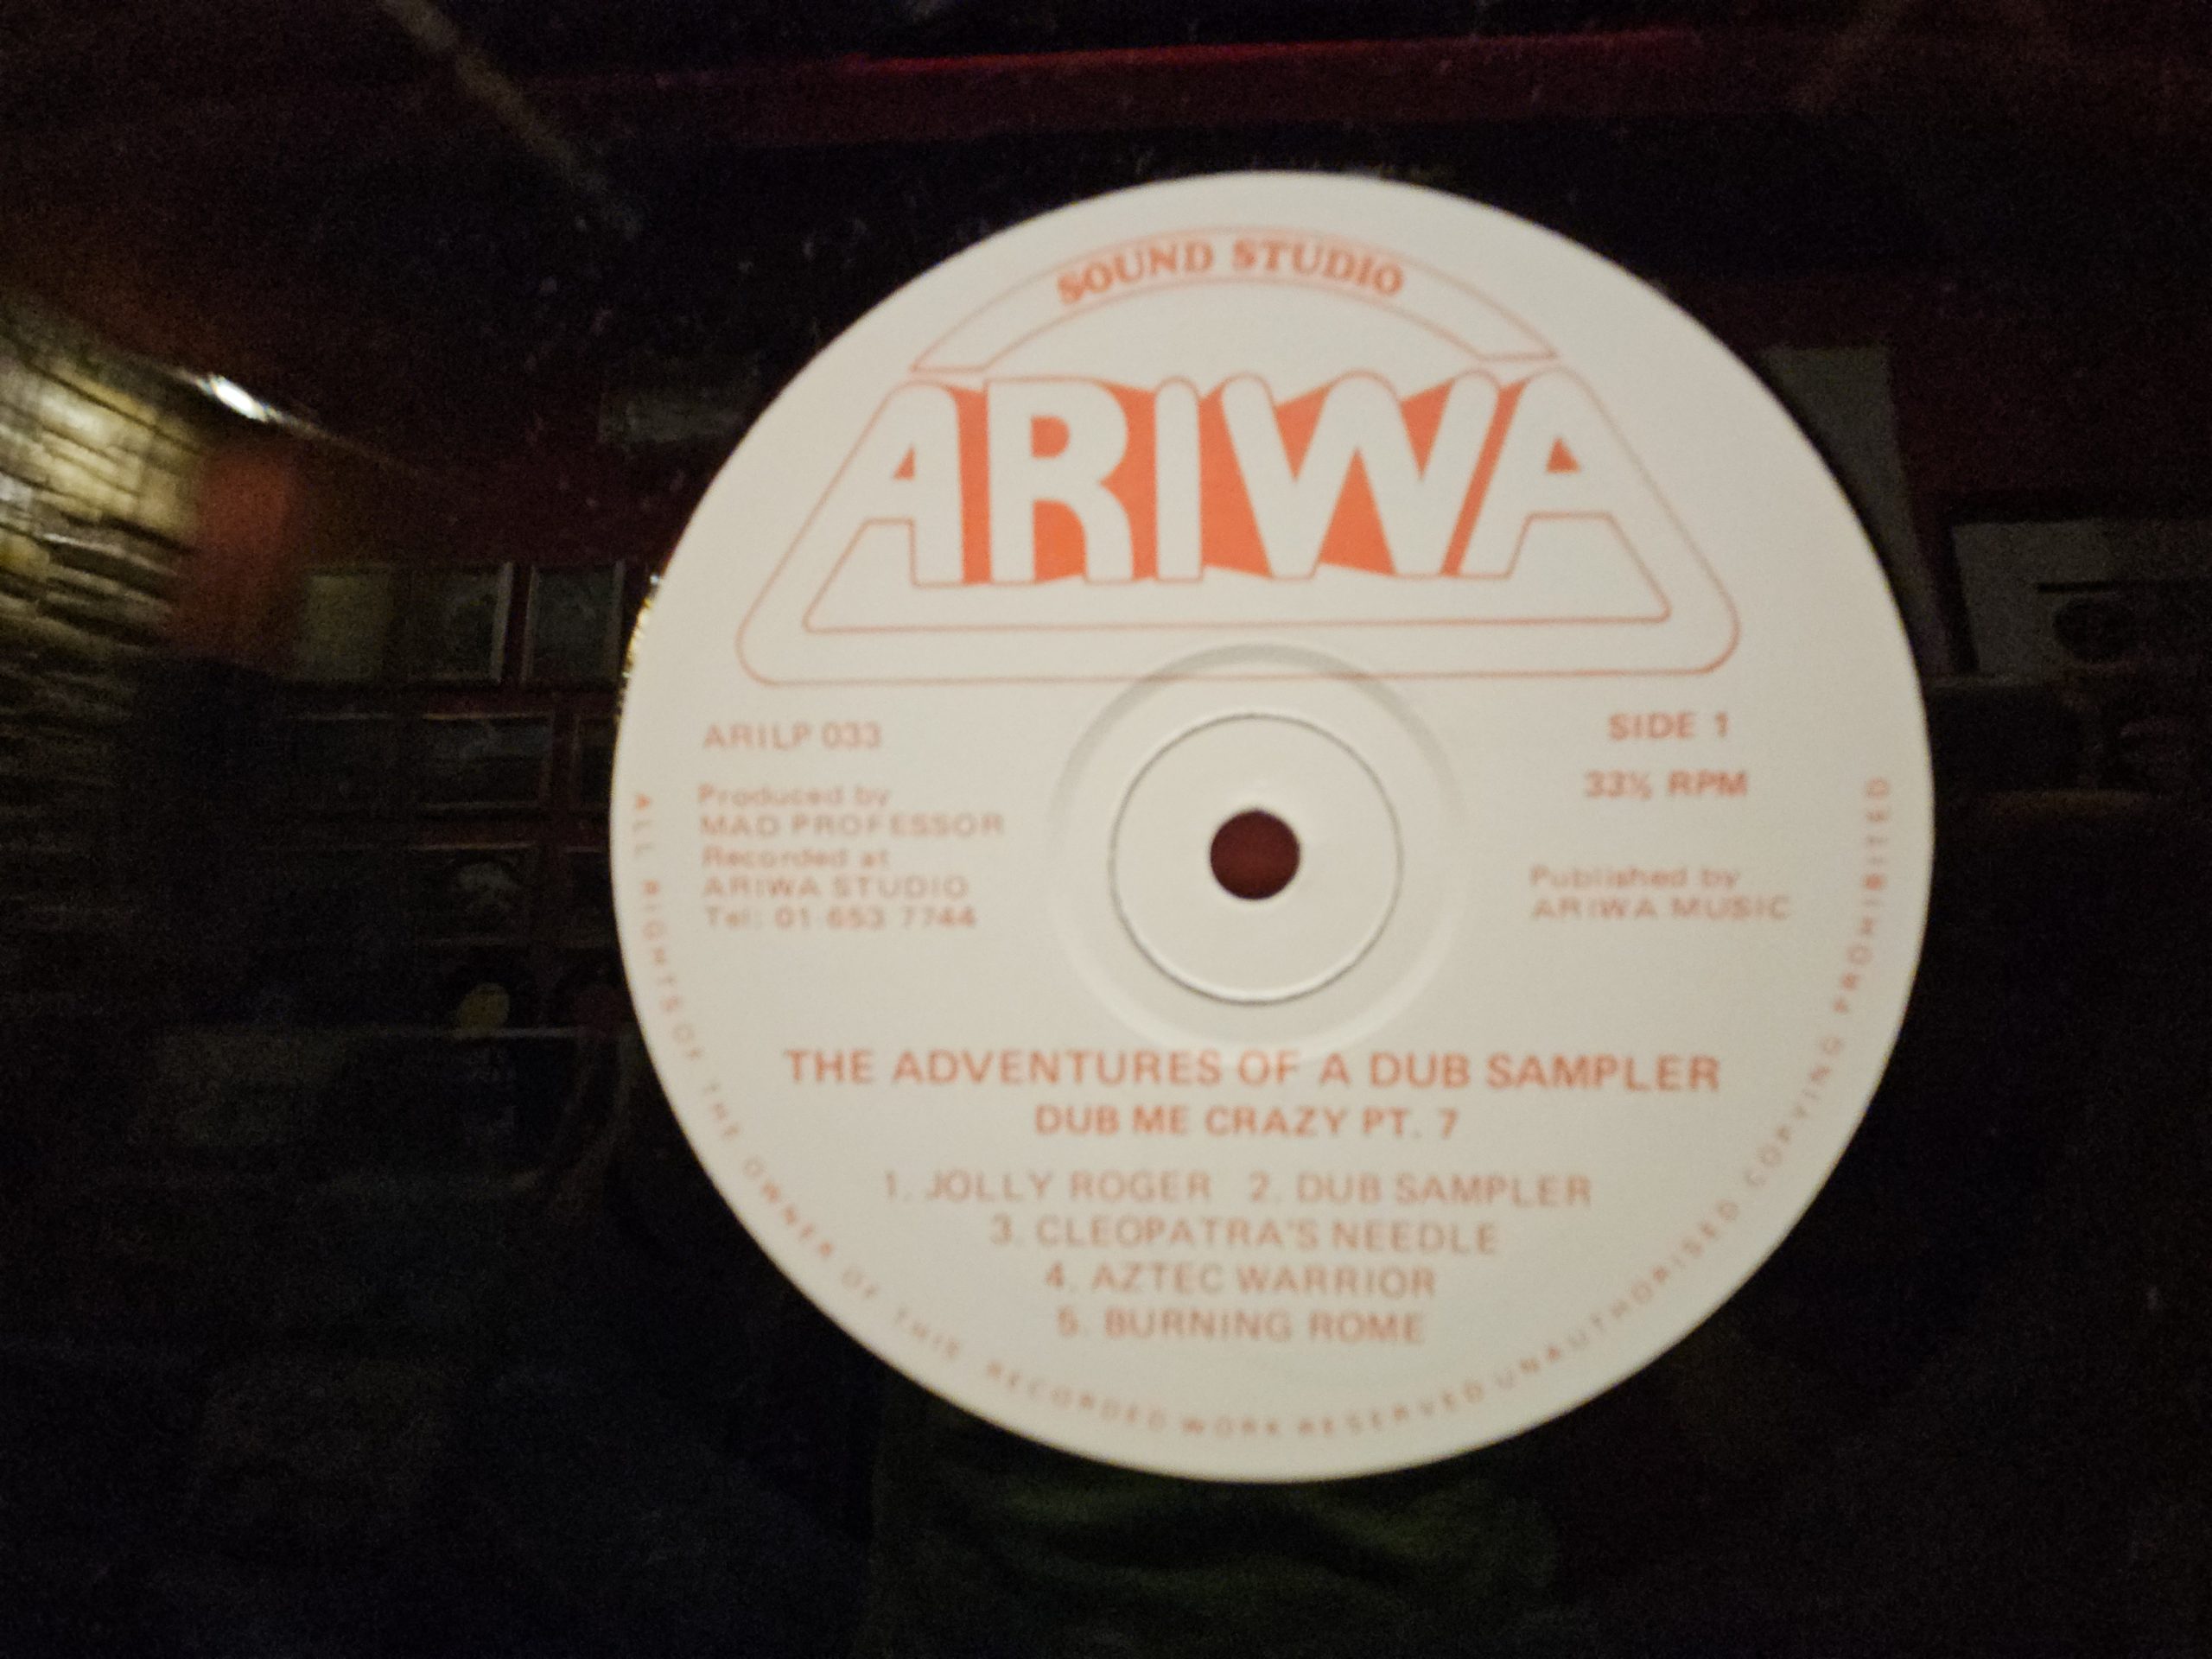 SOUND STUDIO
ARIWA
ARILP 033
Produced by
MAD PROFESSOR
Recorded at
ARIWA STUDIO
Tel: 01 653 7744
SIDE 1
33⅓ RPM
Published by
ARIWA MUSIC
THE ADVENTURES OF A DUB SAMPLER
DUB ME CRAZY PT. 7
1. JOLLY ROGER 2. DUB SAMPLER
3. CLEOPATRA'S NEEDLE
4. AZTEC WARRIOR
5. BURNING ROME
ALL RIGHTS OF THE OWNER OF THIS RECORDED WORK RESERVED UNAUTHORISED COPYING PROHIBITED